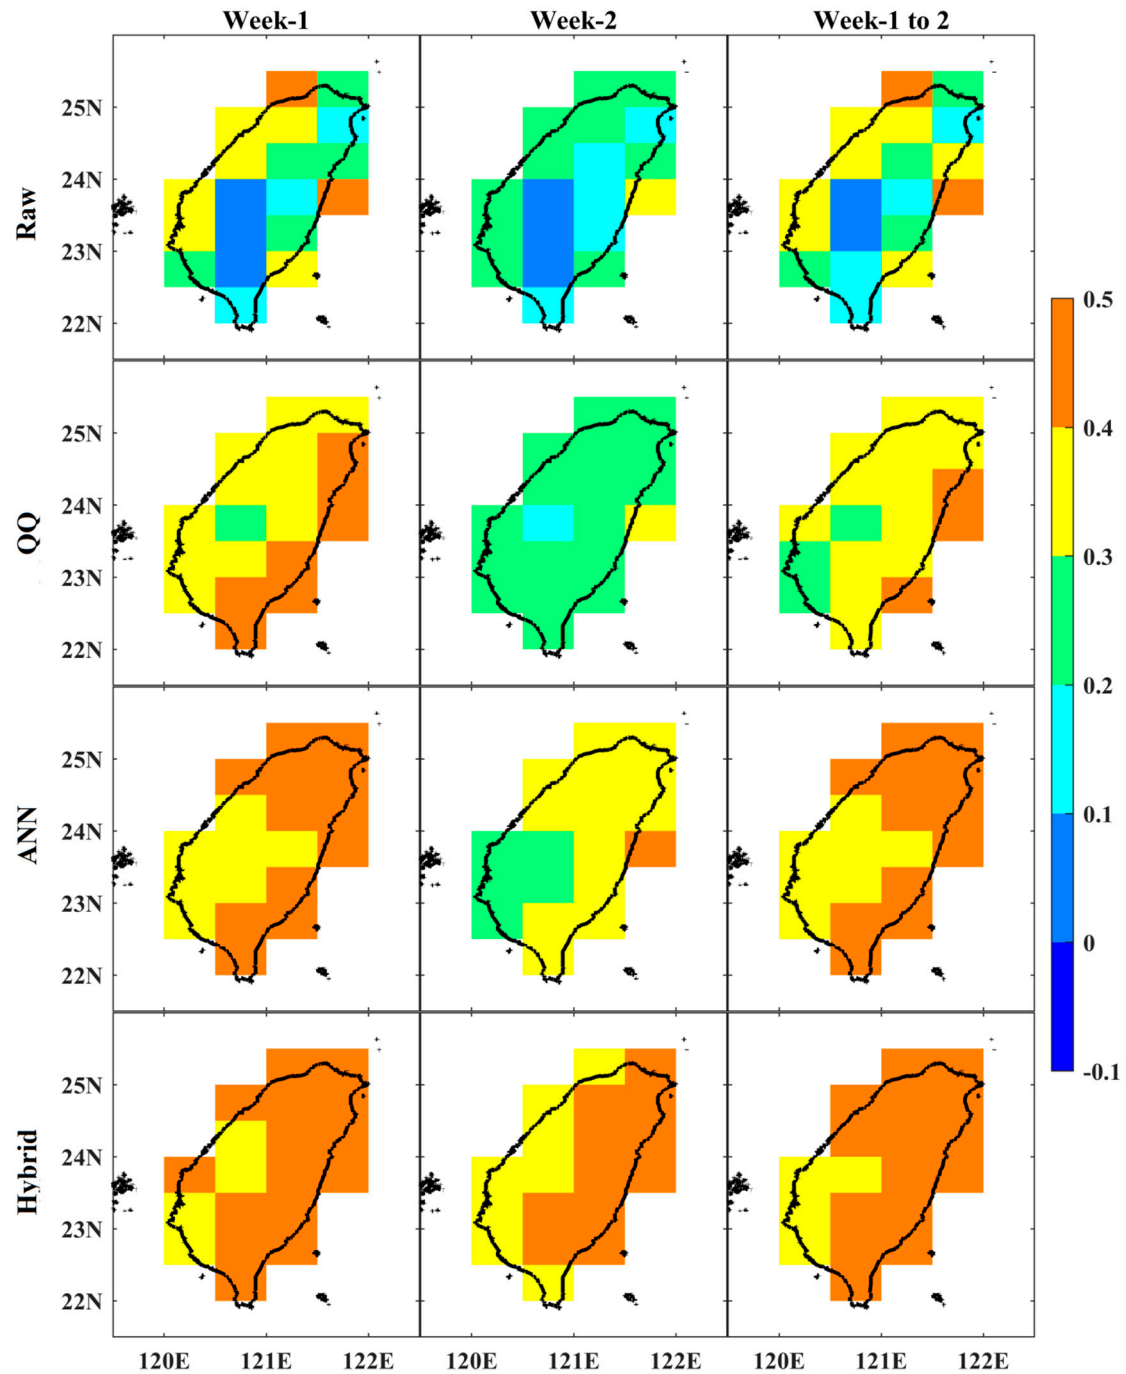 Week-1 Week-2 Week-1 to 2
Raw
25N
24N
23N
22N
QQ
25N
24N
23N
22N
ANN
25N
24N
23N
22N
Hybrid
25N
24N
23N
22N
120E 121E 122E 120E 121E 122E 120E 121E 122E
0.5
0.4
0.3
0.2
0.1
0
-0.1